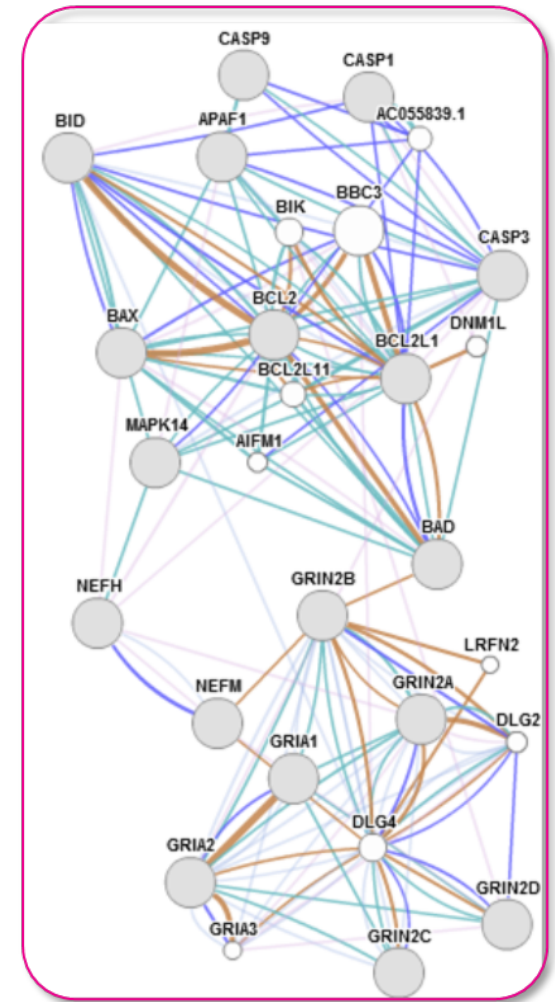 CASP9
CASP1
AC055839.1
BID
APAF1
BIK
BBC3
CASP3
BCL2
BAX
DNM1L
BCL2L1
BCL2L11
MAPK14
AIFM1
BAD
GRIN2B
NEFH
LRFN2
NEFM
GRIN2A
DLG2
GRIA1
DLG4
GRIA2
GRIN2D
GRIA3
GRIN2C